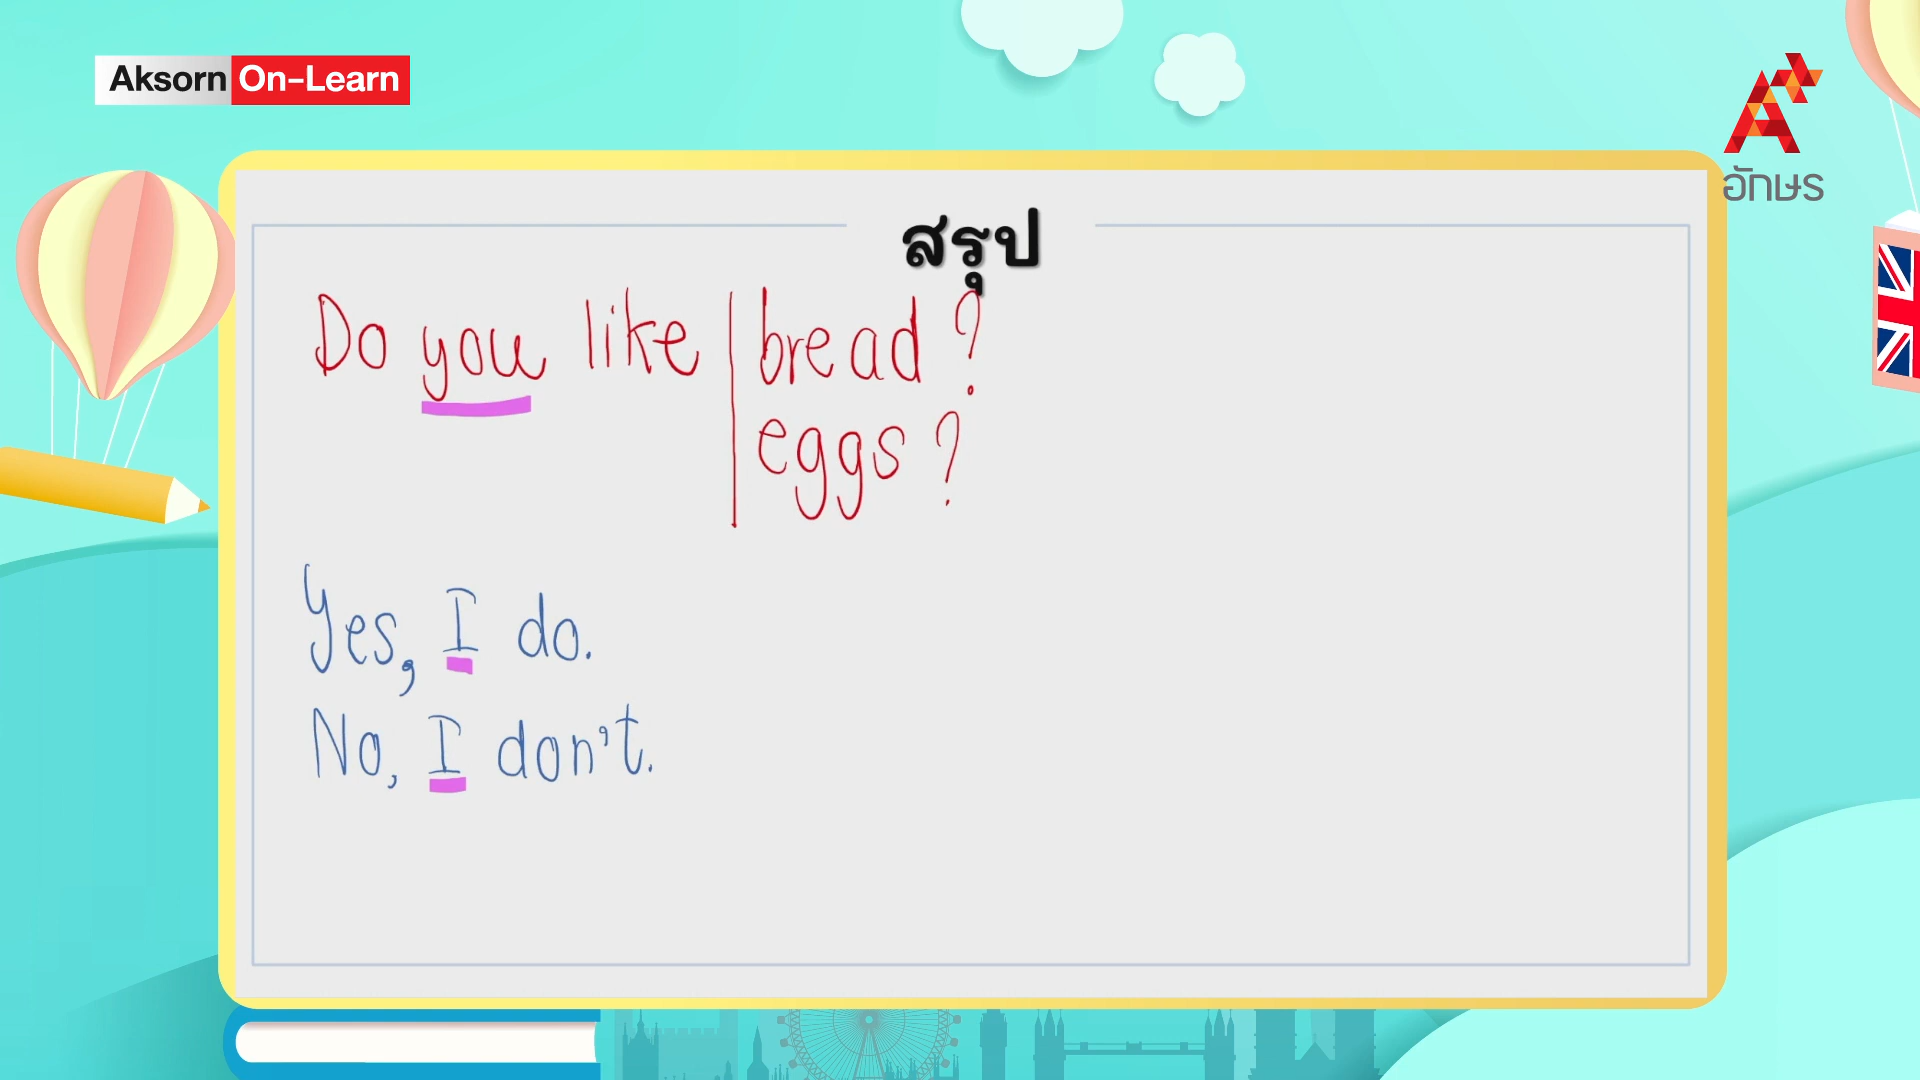 Aksorn On-Learn
อักษร
สรุป
Do you like | bread ?
eggs ?
Yes, I do.
No, I don't.